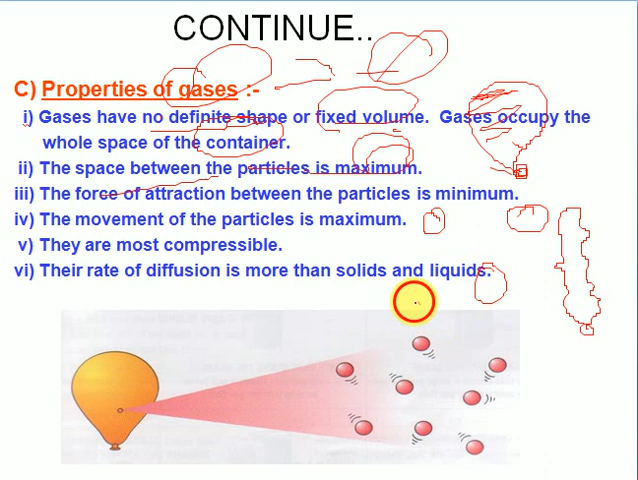 CONTINUE..
C) Properties of gases :-
i) Gases have no definite shape or fixed volume. Gases occupy the
whole space of the container.
ii) The space between the particles is maximum.
iii) The force of attraction between the particles is minimum.
iv) The movement of the particles is maximum.
v) They are most compressible.
vi) Their rate of diffusion is more than solids and liquids.